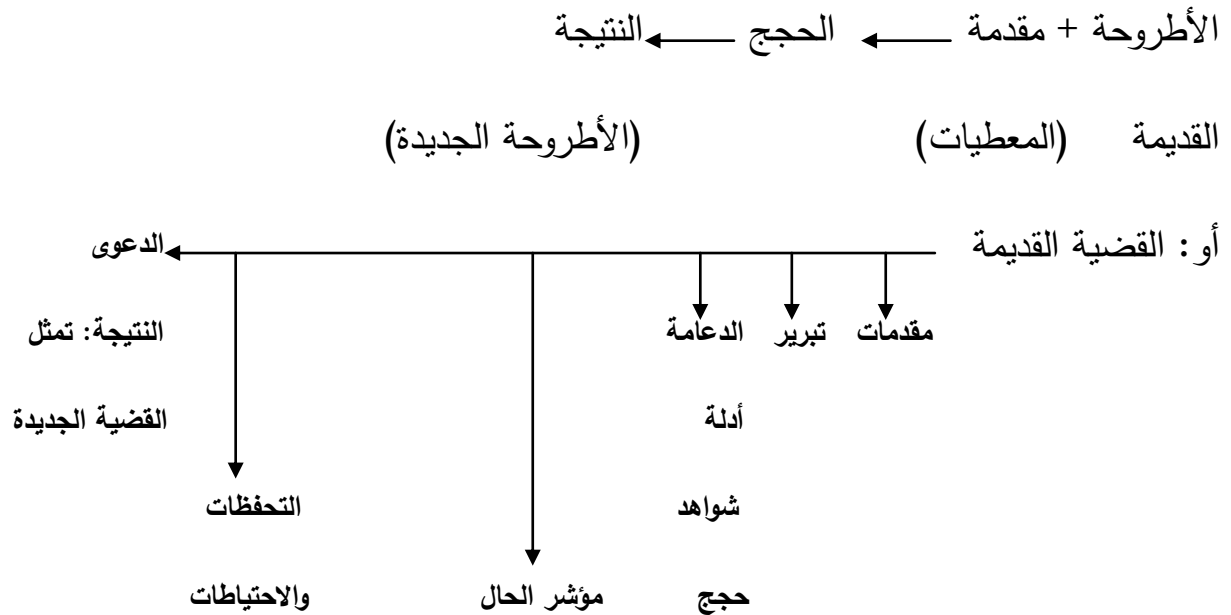 الأطروحة + مقدمة الحجج النتيجة
القديمة (المعطيات) (الأطروحة الجديدة)
أو: القضية القديمة الدعوى
مقدمات تبرير الدعامة النتيجة: تمثل
أدلة القضية الجديدة
شواهد التحفظات
حجج مؤشر الحال والاحتياطات